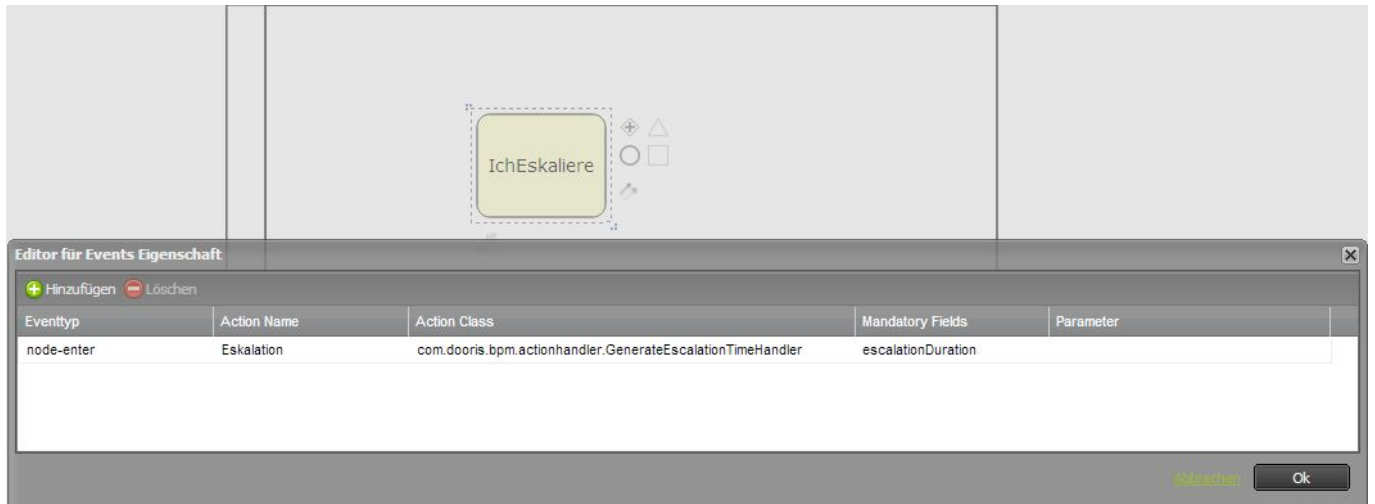 IchEskaliere
Editor für Events Eigenschaft
Hinzufügen Löschen
Eventtyp Action Name Action Class Mandatory Fields Parameter
node-enter Eskalation com.dooris.bpm.actionhandler.GenerateEscalationTimeHandler escalationDuration
Abbrechen Ok